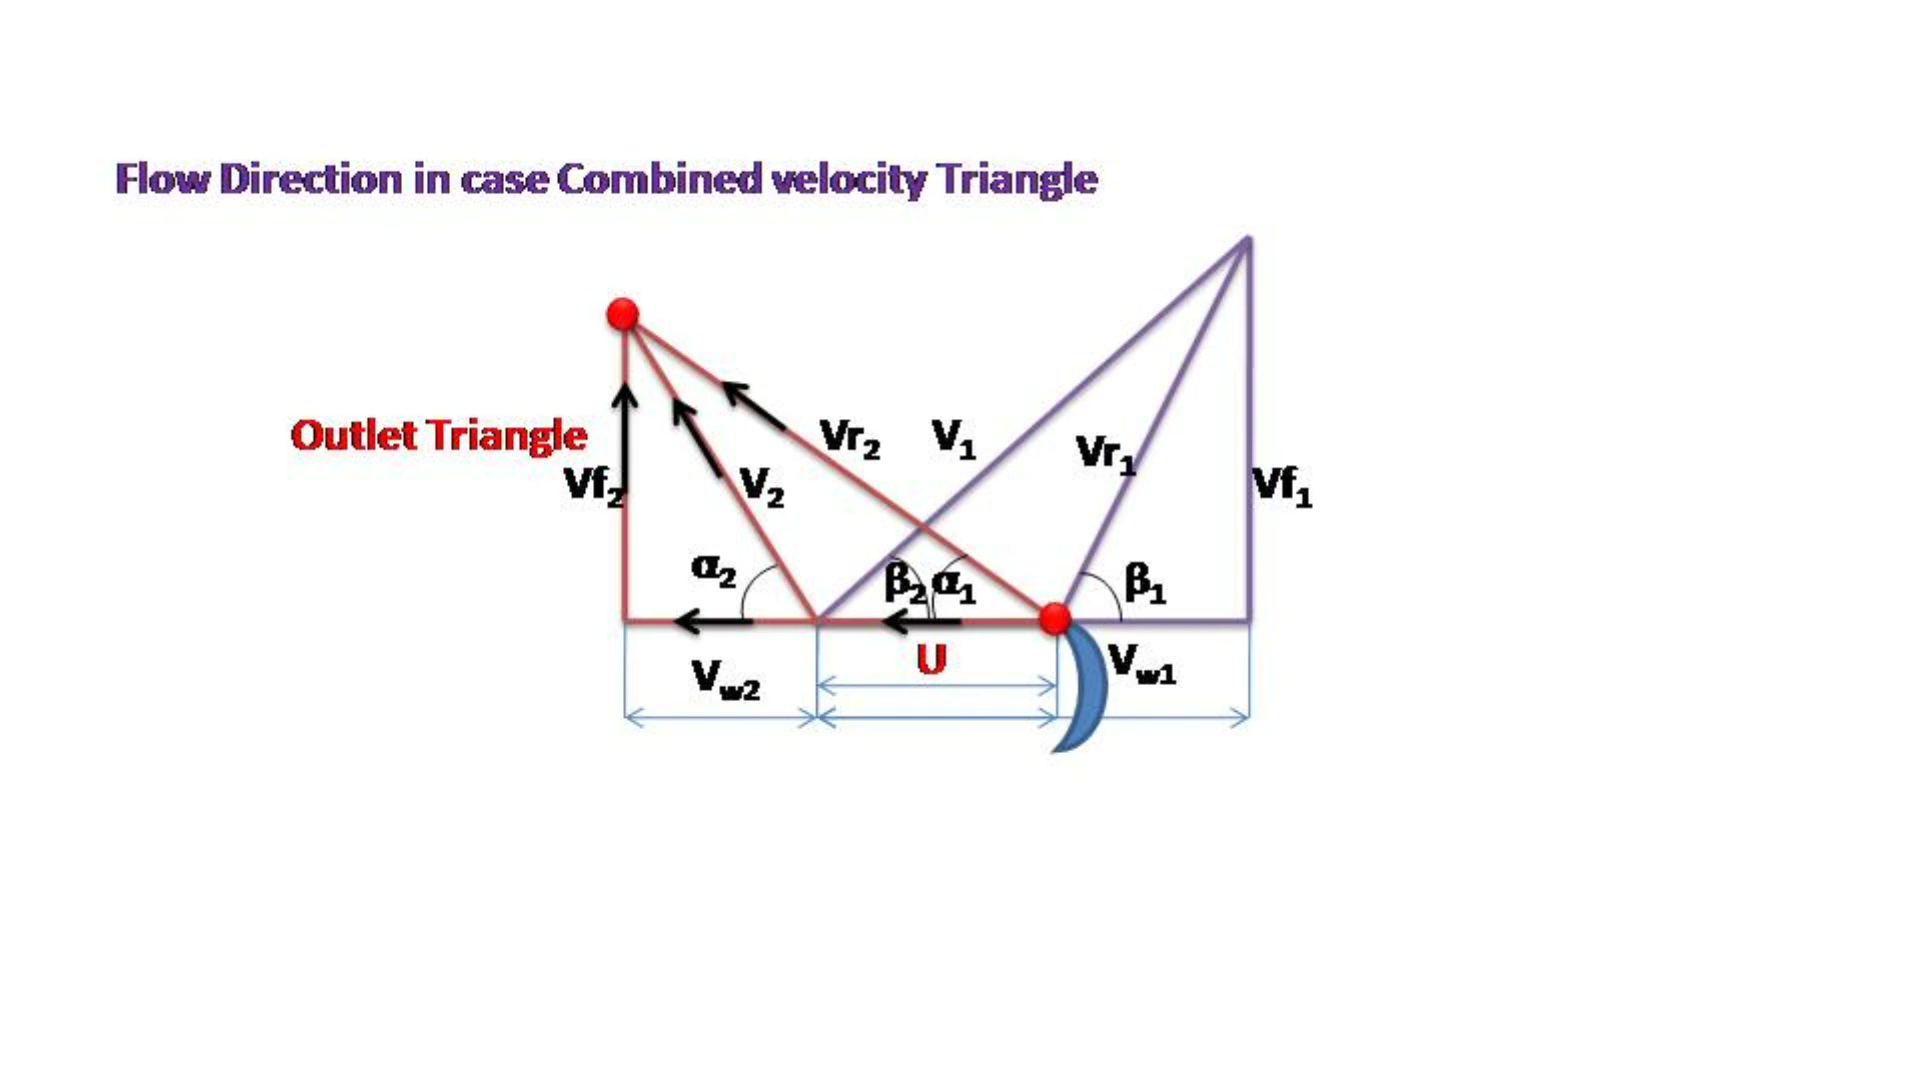 Flow Direction in case Combined velocity Triangle
Outlet Triangle
Vr₂
V₁
Vr₁
Vf₂
V₂
Vf₁
α₂
β₂
α₁
β₁
U
Vw₂
Vw₁